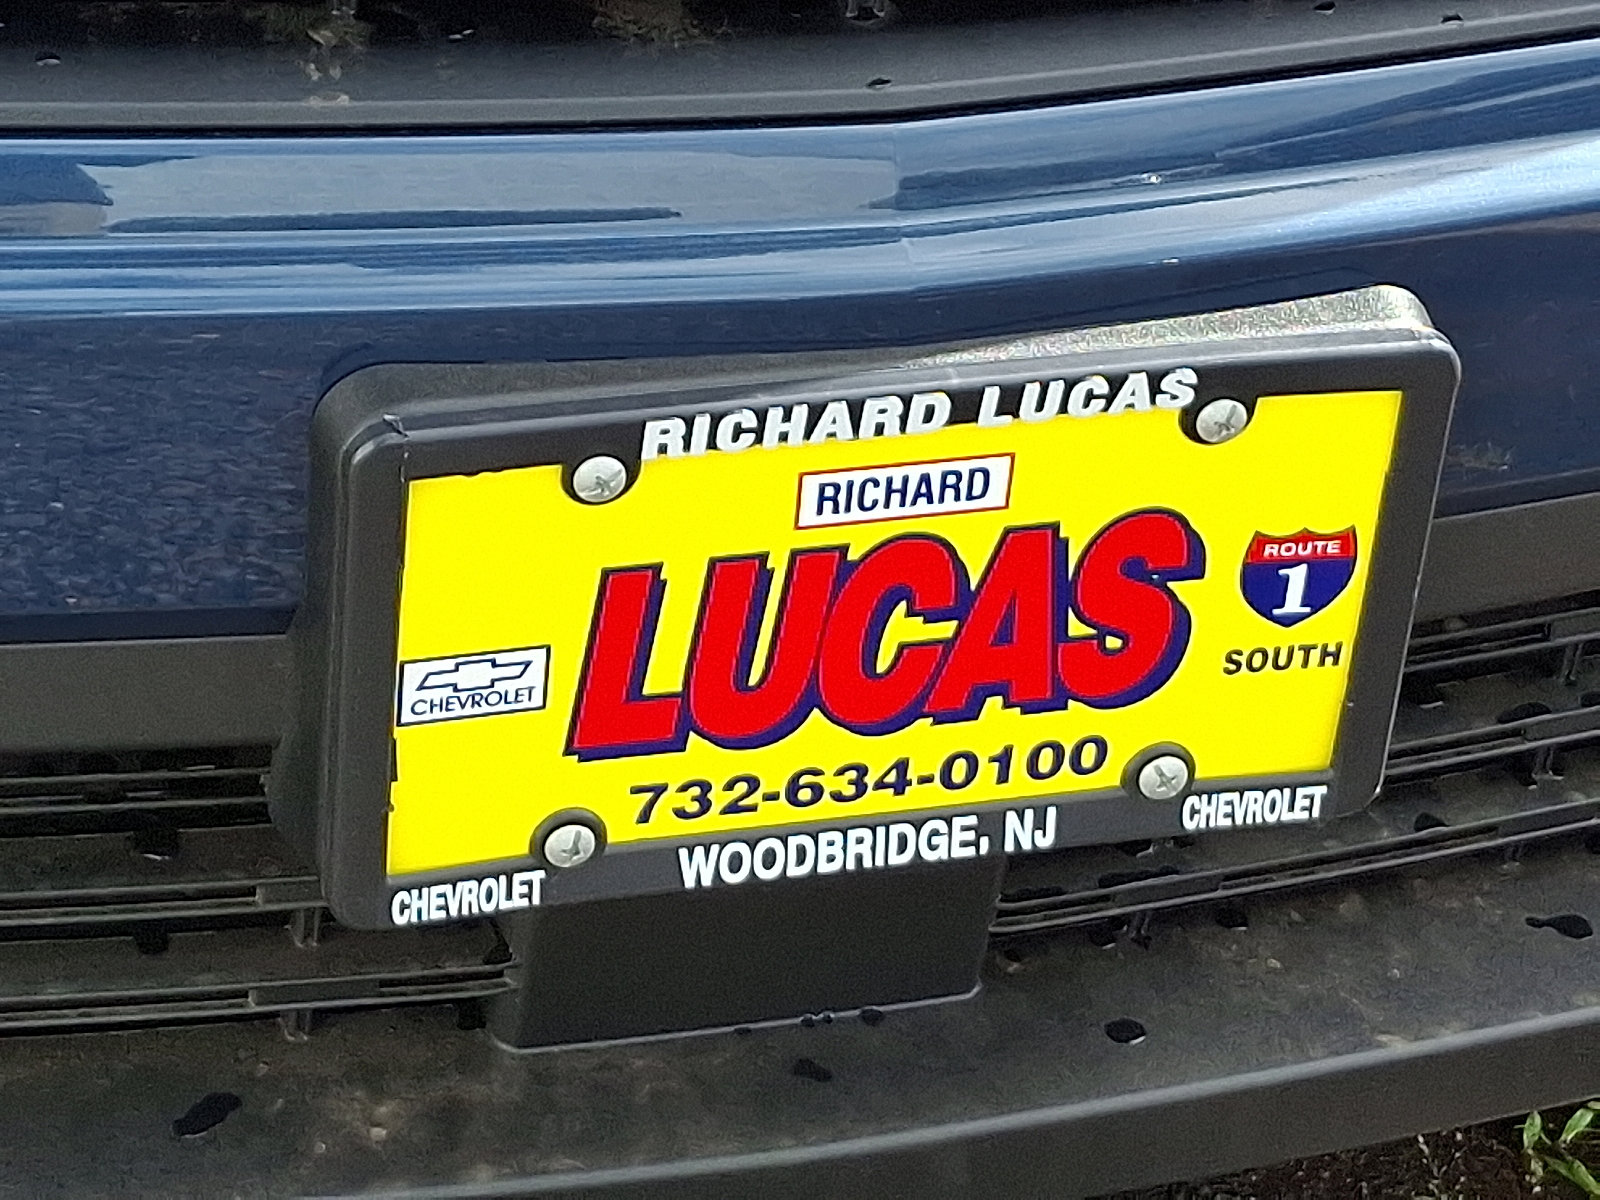 RICHARD LUCAS
RICHARD
LUCAS
ROUTE
1
SOUTH
CHEVROLET
732-634-0100
WOODBRIDGE, NJ
CHEVROLET
CHEVROLET